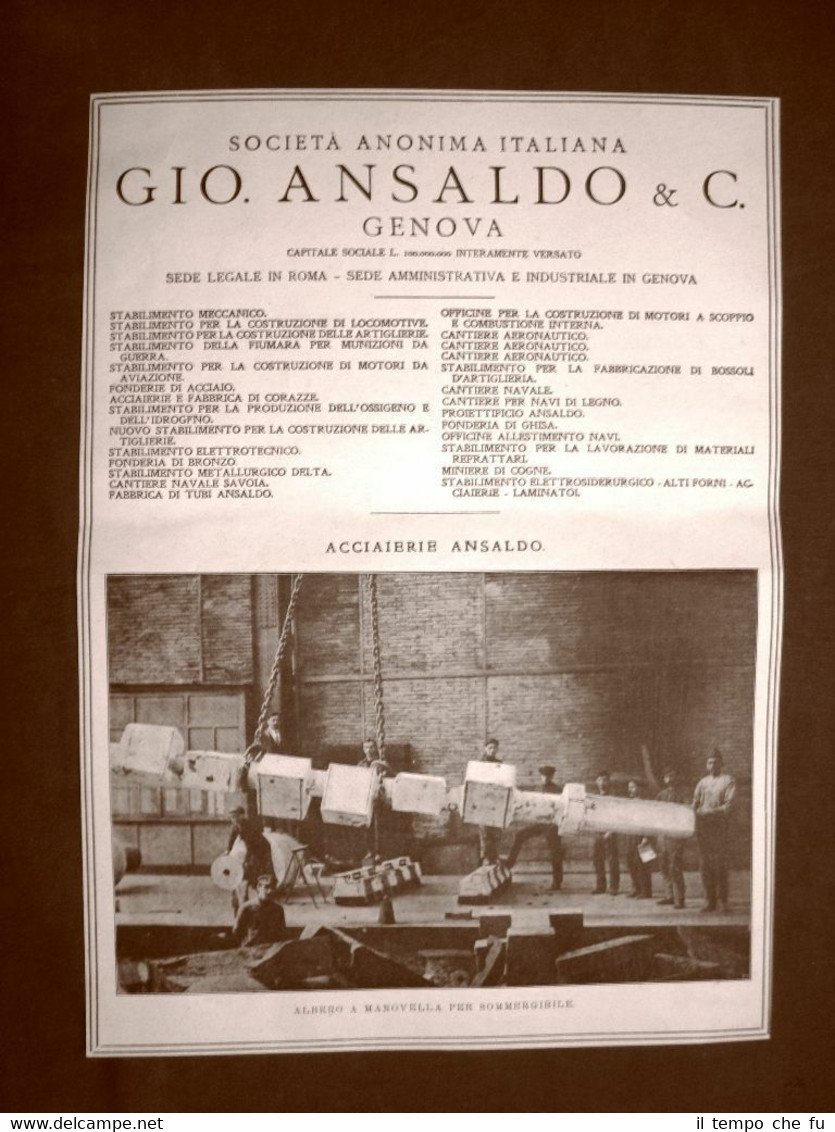 SOCIETÀ ANONIMA ITALIANA
GIO. ANSALDO & C.
GENOVA
CAPITALE SOCIALE L. 100.000.000 INTERAMENTE VERSATO
SEDE LEGALE IN ROMA - SEDE AMMINISTRATIVA E INDUSTRIALE IN GENOVA
STABILIMENTO MECCANICO.
STABILIMENTO PER LA COSTRUZIONE DI LOCOMOTIVE.
STABILIMENTO PER LA COSTRUZIONE DELLE ARTIGLIERIE.
STABILIMENTO DELLA FIUMARA PER MUNIZIONI DA
GUERRA.
STABILIMENTO PER LA COSTRUZIONE DI MOTORI DA
AVIAZIONE.
FONDERIE DI ACCIAIO.
ACCIAIERIE E FABBRICA DI CORAZZE.
STABILIMENTO PER LA PRODUZIONE DELL'OSSIGENO E
DELL'IDROGENO.
NUOVO STABILIMENTO PER LA COSTRUZIONE DELLE AR-
TIGLIERIE.
STABILIMENTO ELETTROTECNICO.
FONDERIA DI BRONZO.
STABILIMENTO METALLURGICO DELTA.
CANTIERE NAVALE SAVOIA.
FABBRICA DI TUBI ANSALDO.
OFFICINE PER LA COSTRUZIONE DI MOTORI A SCOPPIO
E COMBUSTIONE INTERNA.
CANTIERE AERONAUTICO.
CANTIERE AERONAUTICO.
CANTIERE AERONAUTICO.
STABILIMENTO PER LA FABBRICAZIONE DI BOSSOLI
D'ARTIGLIERIA.
CANTIERE NAVALE.
CANTIERE PER NAVI DI LEGNO.
PROIETTIFICIO ANSALDO.
FONDERIA DI GHISA.
OFFICINE ALLESTIMENTO NAVI.
STABILIMENTO PER LA LAVORAZIONE DI MATERIALI
REFRATTARI.
MINIERE DI COGNE.
STABILIMENTO ELETTROSIDERURGICO - ALTI FORNI - AC-
CIAIERIE - LAMINATOI.
ACCIAIERIE ANSALDO.
ALBERO A MANOVELLA PER SOMMERGIBILE.
il tempo che fu